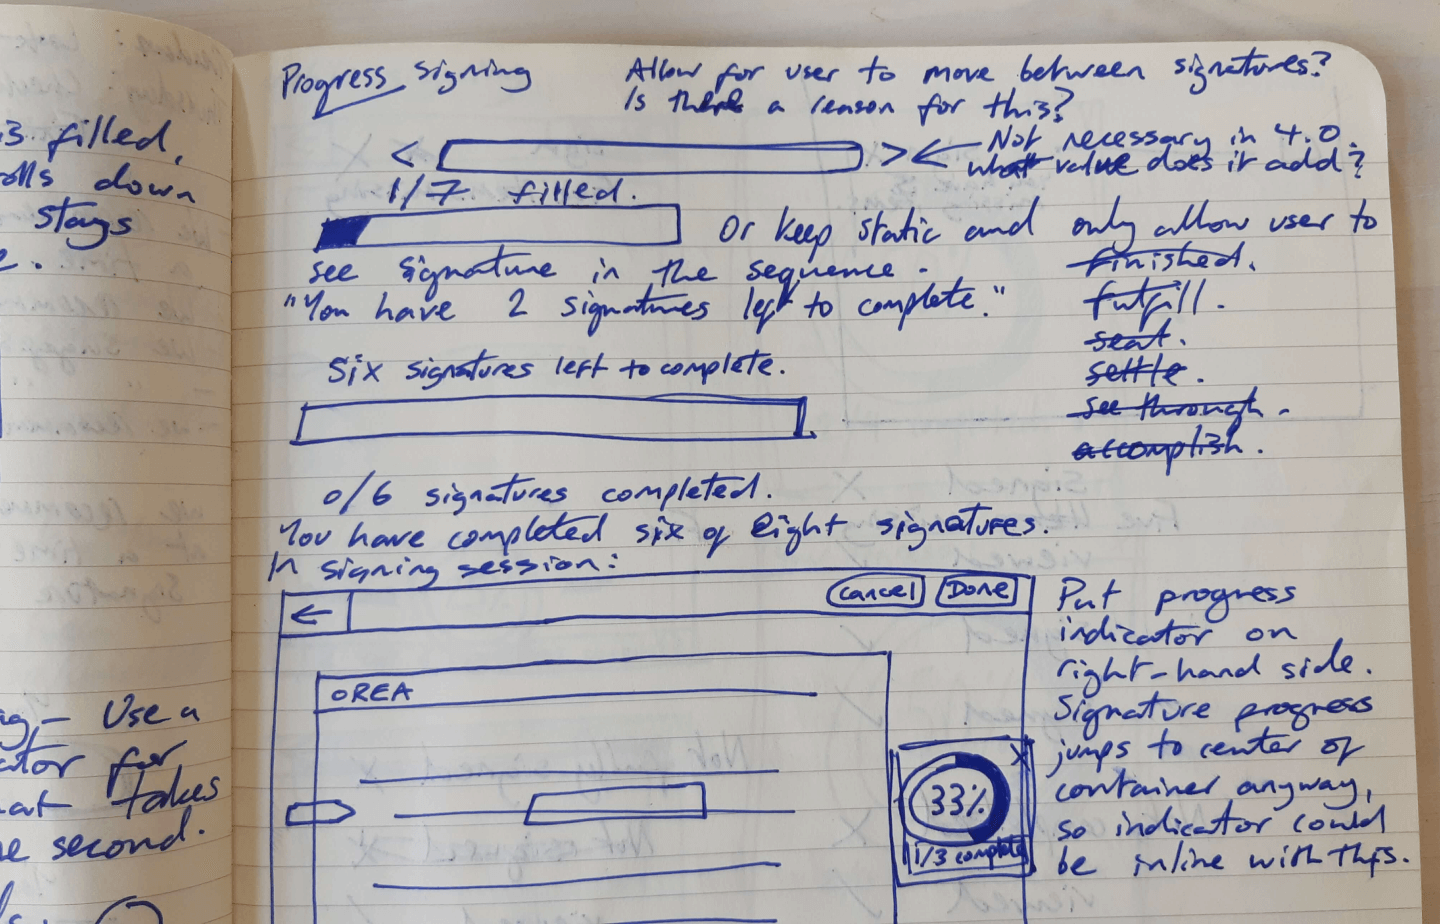 3 filled,
olls down
stays
e.
Use a
ator for
hat takes
e second.
Progress signing
Allow for user to move between signatures?
Is there a reason for this?
< > ← Not necessary in 4.0.
what value does it add?
1/7 filled.
Or keep static and only allow user to
see signature in the sequence.
"You have 2 signatures left to complete."
finished.
fulfill.
seat.
settle.
see through.
accomplish.
Six signatures left to complete.
0/6 signatures completed.
You have completed six of eight signatures.
In signing session:
← Cancel Done
OREA
X
33%
1/3 complete
Put progress
indicator on
right-hand side.
Signature progress
jumps to center of
container anyway,
so indicator could
be inline with this.